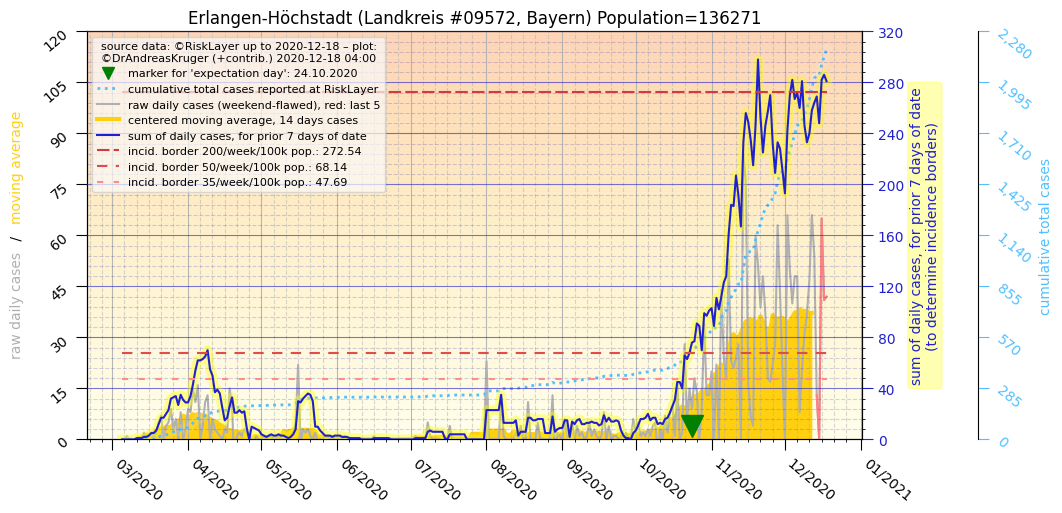 Erlangen-Höchstadt (Landkreis #09572, Bayern) Population=136271
source data: ©RiskLayer up to 2020-12-18 – plot:
©DrAndreasKruger (+contrib.) 2020-12-18 04:00
marker for 'expectation day': 24.10.2020
cumulative total cases reported at RiskLayer
raw daily cases (weekend-flawed), red: last 5
centered moving average, 14 days cases
sum of daily cases, for prior 7 days of date
incid. border 200/week/100k pop.: 272.54
incid. border 50/week/100k pop.: 68.14
incid. border 35/week/100k pop.: 47.69
raw daily cases / moving average
120
105
90
75
60
45
30
15
0
03/2020
04/2020
05/2020
06/2020
07/2020
08/2020
09/2020
10/2020
11/2020
12/2020
01/2021
320
280
240
200
160
120
80
40
0
sum of daily cases, for prior 7 days of date
(to determine incidence borders)
2,280
1,995
1,710
1,425
1,140
855
570
285
0
cumulative total cases